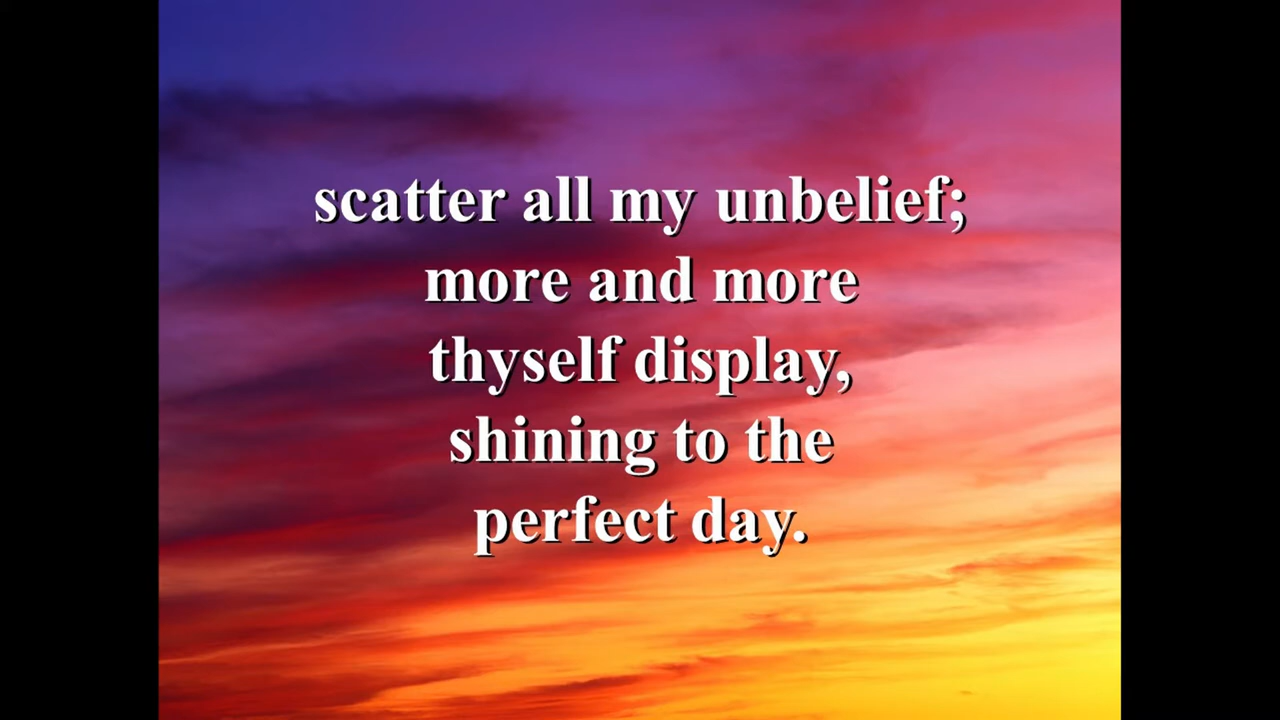 scatter all my unbelief;
more and more
thyself display,
shining to the
perfect day.